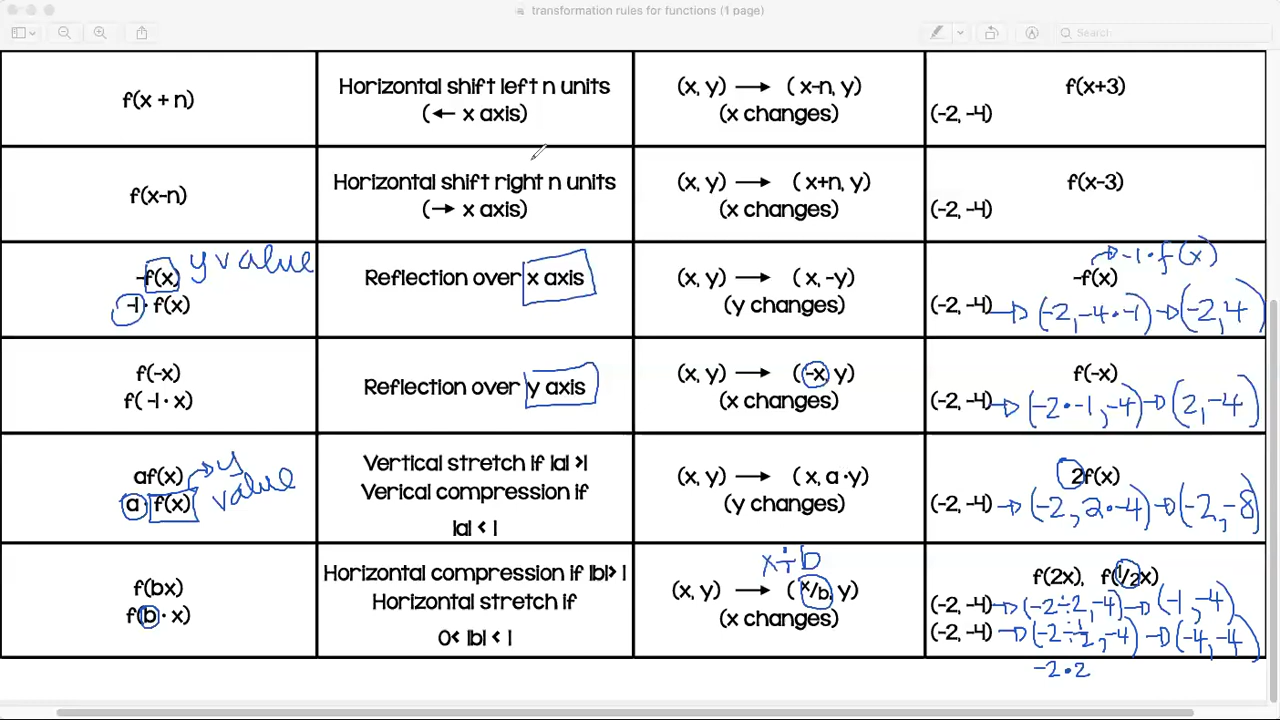 transformation rules for functions (1 page)
Search
f(x + n)
Horizontal shift left n units
(← x axis)
(x, y) → ( x-n, y)
(x changes)
f(x+3)
(-2, -4)
f(x-n)
Horizontal shift right n units
(→ x axis)
(x, y) → ( x+n, y)
(x changes)
f(x-3)
(-2, -4)
-f(x) y value
-1 · f(x)
Reflection over x axis
(x, y) → ( x, -y)
(y changes)
→ -1 · f(x)
-f(x)
(-2, -4) → (-2, -4 · -1) → (-2, 4)
f(-x)
f( -1 · x)
Reflection over y axis
(x, y) → ( -x, y)
(x changes)
f(-x)
(-2, -4) → (-2 · -1, -4) → (2, -4)
af(x) → y
a · f(x) value
Vertical stretch if |a| >|
Verical compression if
|a| < |
(x, y) → ( x, a ·y)
(y changes)
2f(x)
(-2, -4) → (-2, 2 · -4) → (-2, -8)
f(bx)
f(b · x)
Horizontal compression if |b|> |
Horizontal stretch if
0< |b| < |
x ÷ b
(x, y) → ( x/b, y)
(x changes)
f(2x), f(1/2x)
(-2, -4) → (-2 ÷ 2, -4) → (-1, -4)
(-2, -4) → (-2 ÷ 1/2, -4) → (-4, -4)
-2 · 2